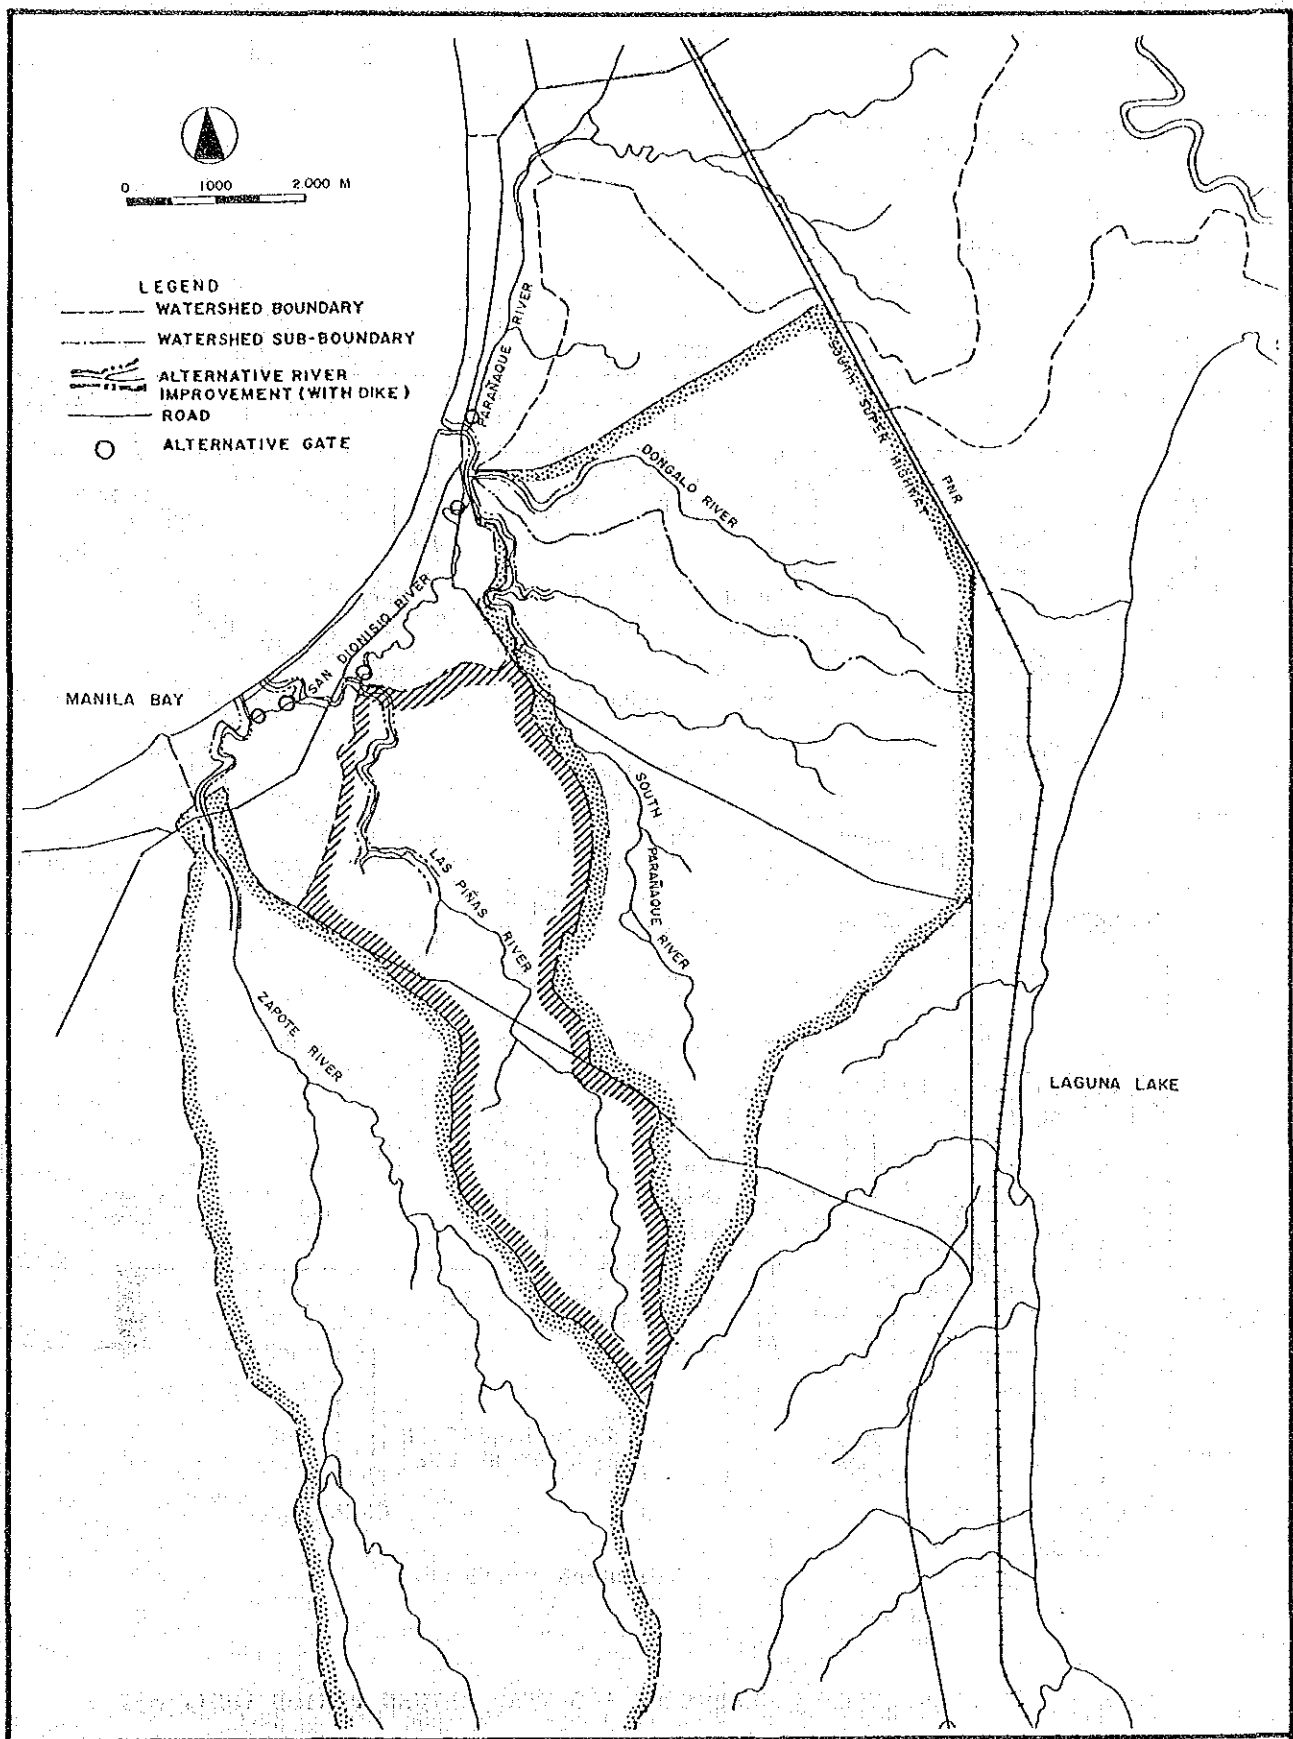 0 1000 2.000 M
LEGEND
WATERSHED BOUNDARY
WATERSHED SUB-BOUNDARY
ALTERNATIVE RIVER
IMPROVEMENT (WITH DIKE)
ROAD
ALTERNATIVE GATE
PARAÑAQUE RIVER
SOUTH SUPER HIGHWAY
PNR
DONGALO RIVER
SAN DIONISIO RIVER
MANILA BAY
SOUTH PARAÑAQUE RIVER
LAS PIÑAS RIVER
ZAPOTE RIVER
LAGUNA LAKE